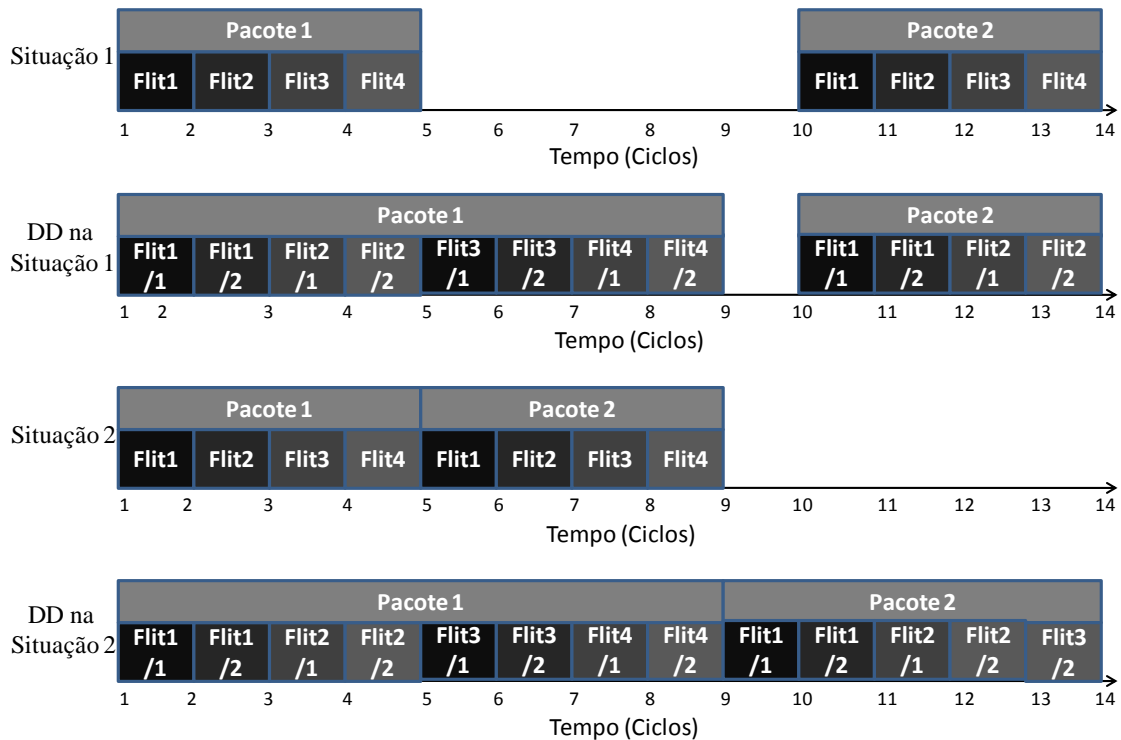 Situação 1
Pacote 1
Pacote 2
Flit1 Flit2 Flit3 Flit4
Flit1 Flit2 Flit3 Flit4
1 2 3 4 5 6 7 8 9 10 11 12 13 14
Tempo (Ciclos)
DD na
Situação 1
Pacote 1
Pacote 2
Flit1 Flit1 Flit2 Flit2 Flit3 Flit3 Flit4 Flit4
/1 /2 /1 /2 /1 /2 /1 /2
Flit1 Flit1 Flit2 Flit2
/1 /2 /1 /2
1 2 3 4 5 6 7 8 9 10 11 12 13 14
Tempo (Ciclos)
Situação 2
Pacote 1
Pacote 2
Flit1 Flit2 Flit3 Flit4 Flit1 Flit2 Flit3 Flit4
1 2 3 4 5 6 7 8 9 10 11 12 13 14
Tempo (Ciclos)
DD na
Situação 2
Pacote 1
Pacote 2
Flit1 Flit1 Flit2 Flit2 Flit3 Flit3 Flit4 Flit4 Flit1 Flit1 Flit2 Flit2 Flit3
/1 /2 /1 /2 /1 /2 /1 /2 /1 /2 /1 /2 /2
1 2 3 4 5 6 7 8 9 10 11 12 13 14
Tempo (Ciclos)